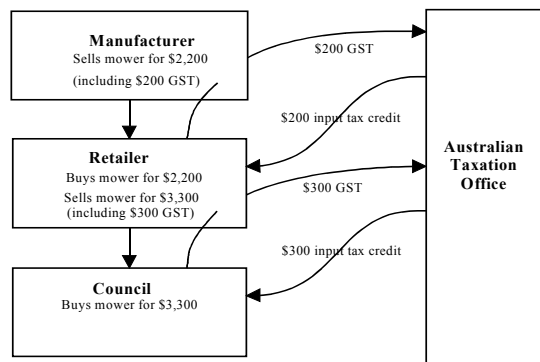 Manufacturer
Sells mower for $2,200
(including $200 GST)
$200 GST
$200 input tax credit
Retailer
Buys mower for $2,200
Sells mower for $3,300
(including $300 GST)
$300 GST
$300 input tax credit
Council
Buys mower for $3,300
Australian
Taxation
Office